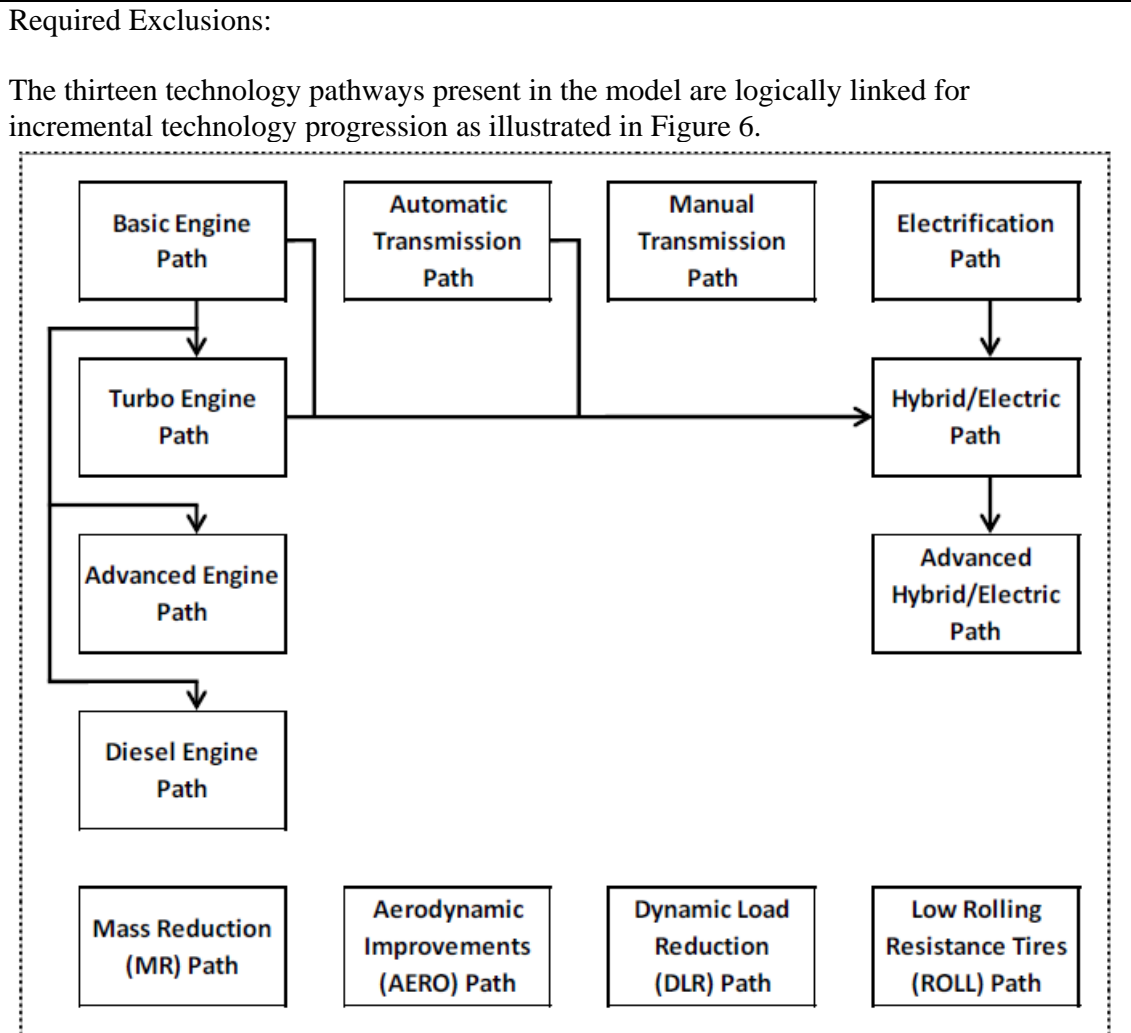 Required Exclusions:
The thirteen technology pathways present in the model are logically linked for
incremental technology progression as illustrated in Figure 6.
Basic Engine
Path
Automatic
Transmission
Path
Manual
Transmission
Path
Electrification
Path
Turbo Engine
Path
Hybrid/Electric
Path
Advanced Engine
Path
Advanced
Hybrid/Electric
Path
Diesel Engine
Path
Mass Reduction
(MR) Path
Aerodynamic
Improvements
(AERO) Path
Dynamic Load
Reduction
(DLR) Path
Low Rolling
Resistance Tires
(ROLL) Path